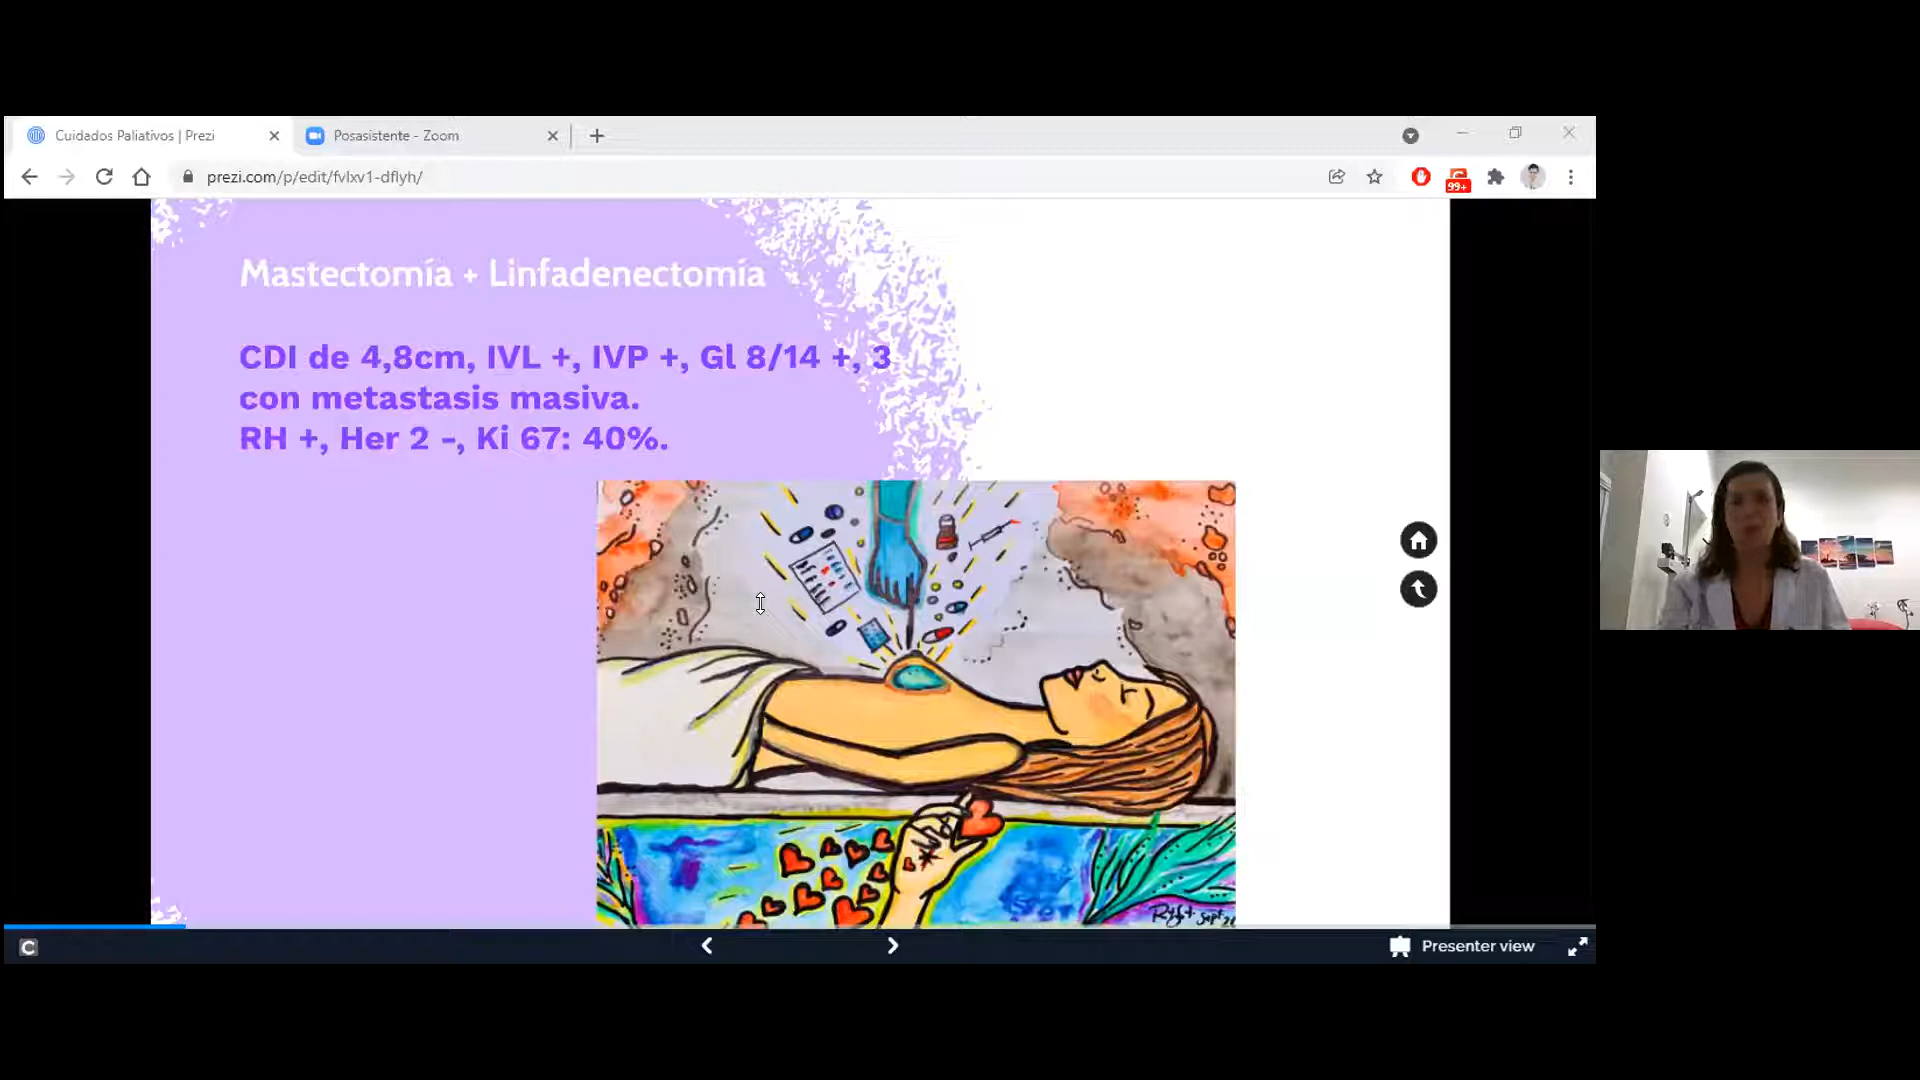 Cuidados Paliativos | Prezi
Posasistente - Zoom
prezi.com/p/edit/fvlxv1-dflyh/
99+
Mastectomía + Linfadenectomía
CDI de 4,8cm, IVL +, IVP +, Gl 8/14 +, 3
con metastasis masiva.
RH +, Her 2 -, Ki 67: 40%.
Presenter view